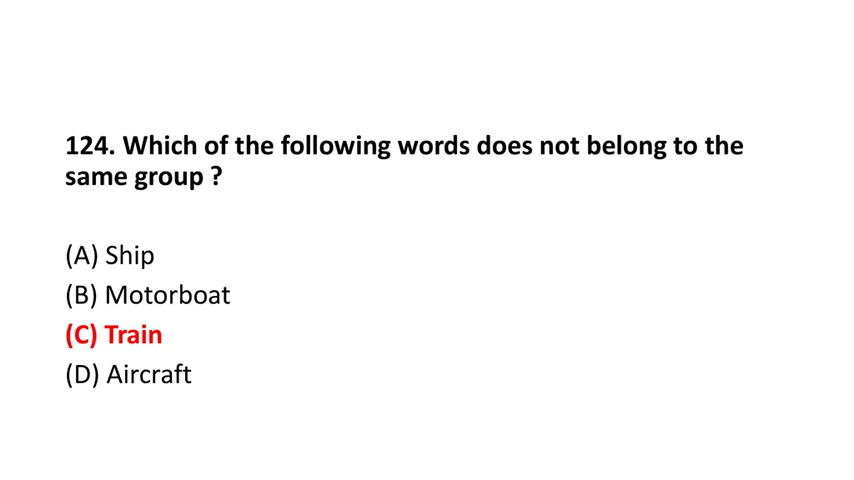 124. Which of the following words does not belong to the
same group ?
(A) Ship
(B) Motorboat
(C) Train
(D) Aircraft